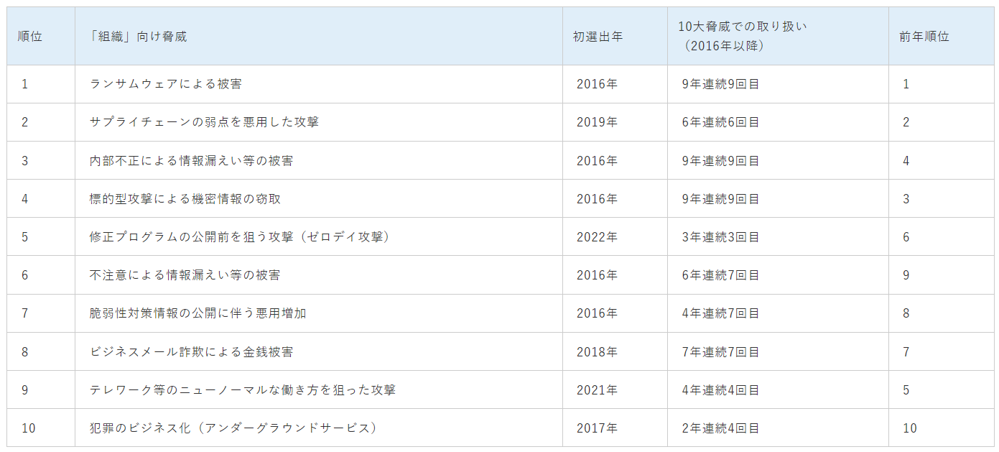 順位 「組織」向け脅威 初選出年 10大脅威での取り扱い（2016年以降） 前年順位
1 ランサムウェアによる被害 2016年 9年連続9回目 1
2 サプライチェーンの弱点を悪用した攻撃 2019年 6年連続6回目 2
3 内部不正による情報漏えい等の被害 2016年 9年連続9回目 4
4 標的型攻撃による機密情報の窃取 2016年 9年連続9回目 3
5 修正プログラムの公開前を狙う攻撃（ゼロデイ攻撃） 2022年 3年連続3回目 6
6 不注意による情報漏えい等の被害 2016年 6年連続7回目 9
7 脆弱性対策情報の公開に伴う悪用増加 2016年 4年連続7回目 8
8 ビジネスメール詐欺による金銭被害 2018年 7年連続7回目 7
9 テレワーク等のニューノーマルな働き方を狙った攻撃 2021年 4年連続4回目 5
10 犯罪のビジネス化（アンダーグラウンドサービス） 2017年 2年連続4回目 10